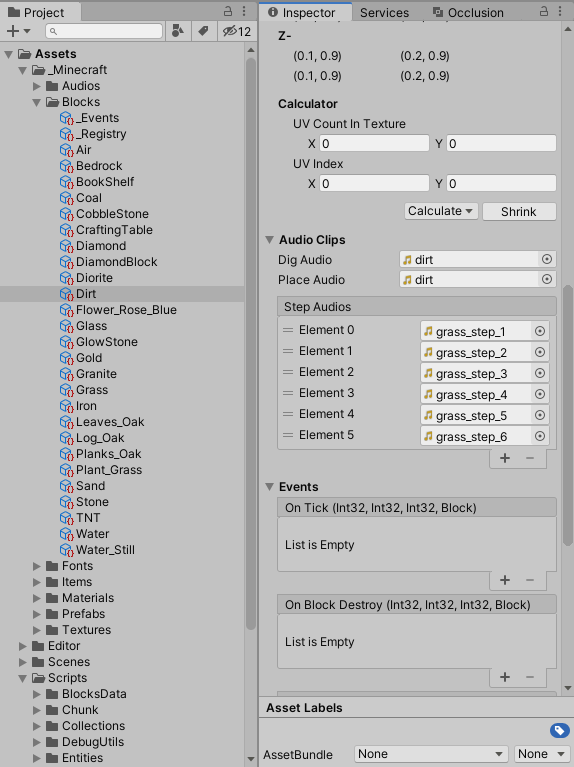 Project
12
Assets
_Minecraft
Audios
Blocks
_Events
_Registry
Air
Bedrock
BookShelf
Coal
CobbleStone
CraftingTable
Diamond
DiamondBlock
Diorite
Dirt
Flower_Rose_Blue
Glass
GlowStone
Gold
Granite
Grass
Iron
Leaves_Oak
Log_Oak
Planks_Oak
Plant_Grass
Sand
Stone
TNT
Water
Water_Still
Fonts
Items
Materials
Prefabs
Textures
Editor
Scenes
Scripts
BlocksData
Chunk
Collections
DebugUtils
Entities
Inspector Services Occlusion
Z-
(0.1, 0.9) (0.2, 0.9)
(0.1, 0.9) (0.2, 0.9)
Calculator
UV Count In Texture
X 0 Y 0
UV Index
X 0 Y 0
Calculate Shrink
Audio Clips
Dig Audio dirt
Place Audio dirt
Step Audios
Element 0 grass_step_1
Element 1 grass_step_2
Element 2 grass_step_3
Element 3 grass_step_4
Element 4 grass_step_5
Element 5 grass_step_6
+ −
Events
On Tick (Int32, Int32, Int32, Block)
List is Empty
+ −
On Block Destroy (Int32, Int32, Int32, Block)
List is Empty
+ −
Asset Labels
AssetBundle None None